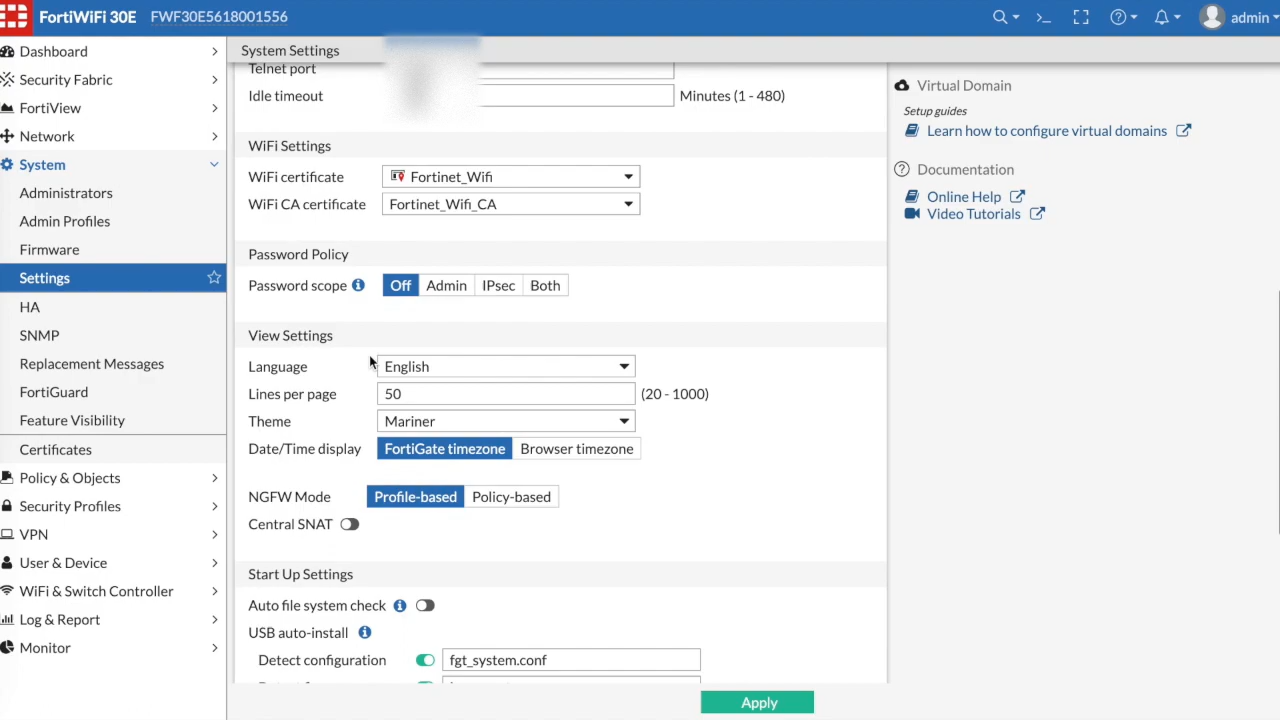 FortiWiFi 30E FWF30E5618001556 admin
Dashboard
Security Fabric
FortiView
Network
System
Administrators
Admin Profiles
Firmware
Settings
HA
SNMP
Replacement Messages
FortiGuard
Feature Visibility
Certificates
Policy & Objects
Security Profiles
VPN
User & Device
WiFi & Switch Controller
Log & Report
Monitor
System Settings
Telnet port
Idle timeout Minutes (1 - 480)
WiFi Settings
WiFi certificate Fortinet_Wifi
WiFi CA certificate Fortinet_Wifi_CA
Password Policy
Password scope Off Admin IPsec Both
View Settings
Language English
Lines per page 50 (20 - 1000)
Theme Mariner
Date/Time display FortiGate timezone Browser timezone
NGFW Mode Profile-based Policy-based
Central SNAT
Start Up Settings
Auto file system check
USB auto-install
Detect configuration fgt_system.conf
Apply
Virtual Domain
Setup guides
Learn how to configure virtual domains
Documentation
Online Help
Video Tutorials